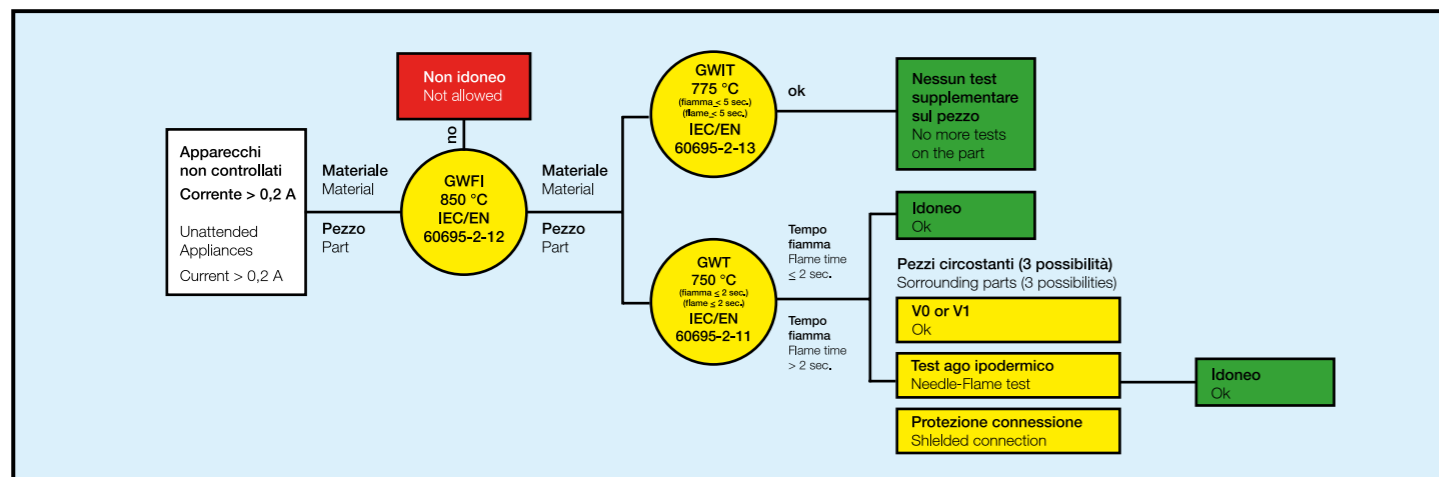 Apparecchi
non controllati
Corrente > 0,2 A
Unattended
Appliances
Current > 0,2 A
Materiale
Material
Pezzo
Part
Non idoneo
Not allowed
no
GWFI
850 °C
IEC/EN
60695-2-12
Materiale
Material
Pezzo
Part
GWIT
775 °C
(fiamma ≤ 5 sec.)
(flame ≤ 5 sec.)
IEC/EN
60695-2-13
ok
Nessun test
supplementare
sul pezzo
No more tests
on the part
GWT
750 °C
(fiamma ≤ 2 sec.)
(flame ≤ 2 sec.)
IEC/EN
60695-2-11
Tempo
fiamma
Flame time
≤ 2 sec.
Tempo
fiamma
Flame time
> 2 sec.
Idoneo
Ok
Pezzi circostanti (3 possibilità)
Sorrounding parts (3 possibilities)
V0 or V1
Ok
Test ago ipodermico
Needle-Flame test
Protezione connessione
Shlelded connection
Idoneo
Ok